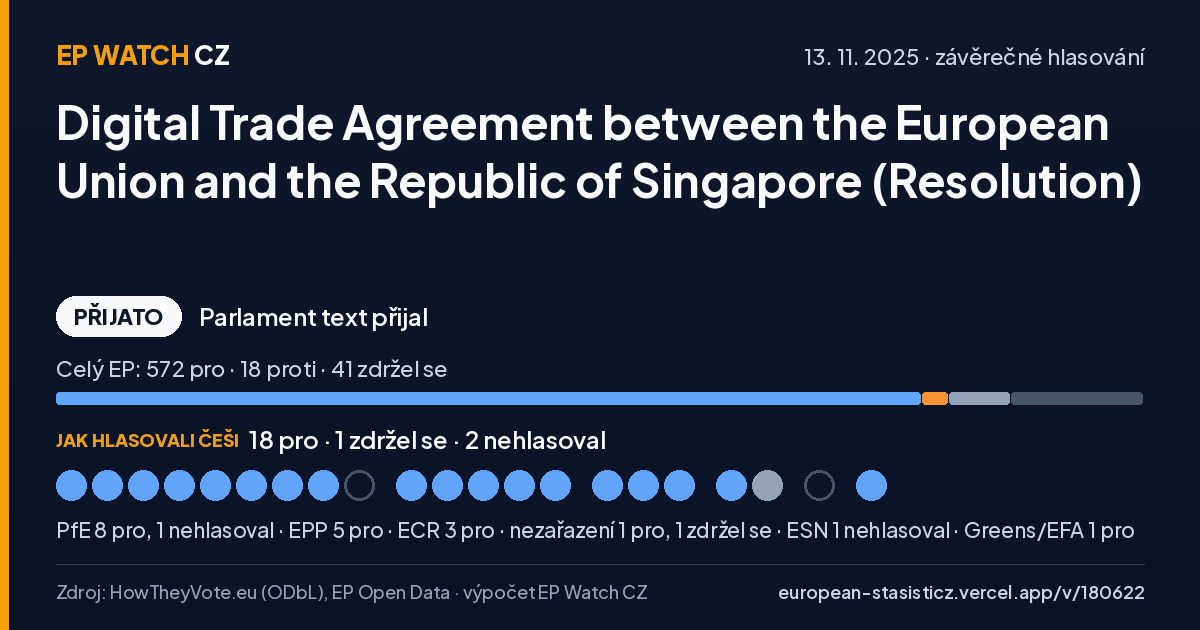 EP WATCH CZ
13. 11. 2025 · závěrečné hlasování
Digital Trade Agreement between the European
Union and the Republic of Singapore (Resolution)
PŘIJATO Parlament text přijal
Celý EP: 572 pro · 18 proti · 41 zdržel se
JAK HLASOVALI ČEŠI 18 pro · 1 zdržel se · 2 nehlasoval
PfE 8 pro, 1 nehlasoval · EPP 5 pro · ECR 3 pro · nezařazení 1 pro, 1 zdržel se · ESN 1 nehlasoval · Greens/EFA 1 pro
Zdroj: HowTheyVote.eu (ODbL), EP Open Data · výpočet EP Watch CZ
european-stasisticz.vercel.app/v/180622